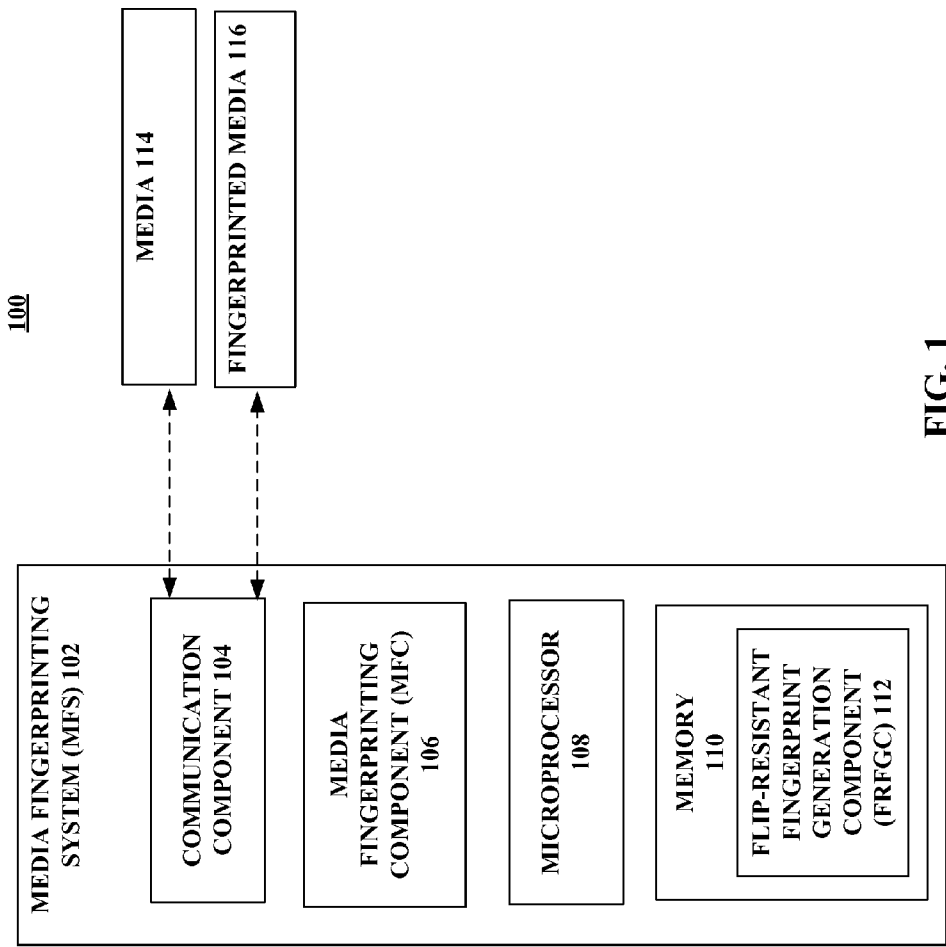 100
MEDIA FINGERPRINTING
SYSTEM (MFS) 102
COMMUNICATION
COMPONENT 104
MEDIA
FINGERPRINTING
COMPONENT (MFC)
106
MICROPROCESSOR
108
MEMORY
110
FLIP-RESISTANT
FINGERPRINT
GENERATION
COMPONENT
(FRFGC) 112
MEDIA 114
FINGERPRINTED MEDIA 116
FIG. 1